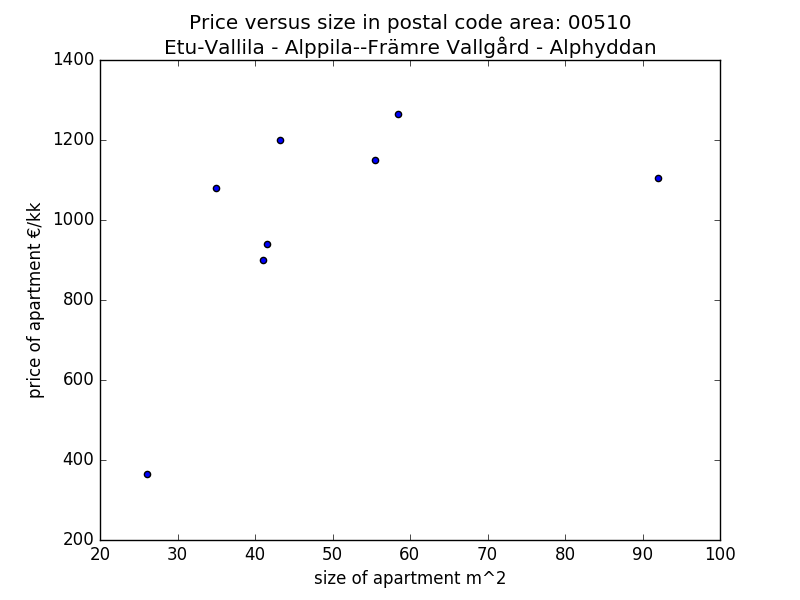 Price versus size in postal code area: 00510
Etu-Vallila - Alppila--Främre Vallgård - Alphyddan
1400
1200
1000
800
600
400
200
price of apartment €/kk
20 30 40 50 60 70 80 90 100
size of apartment m^2